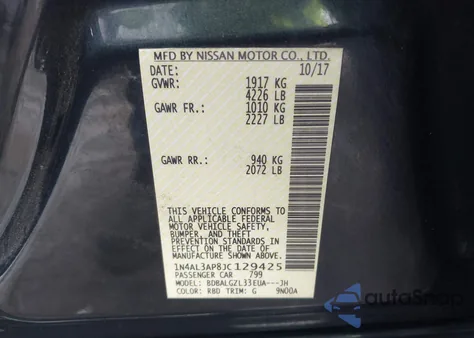 MFD BY NISSAN MOTOR CO., LTD.
DATE: 10/17
GVWR: 1917 KG
4226 LB
GAWR FR.: 1010 KG
2227 LB
GAWR RR.: 940 KG
2072 LB
THIS VEHICLE CONFORMS TO
ALL APPLICABLE FEDERAL
MOTOR VEHICLE SAFETY,
BUMPER, AND THEFT
PREVENTION STANDARDS IN
EFFECT ON THE DATE OF
MANUFACTURE SHOWN ABOVE.
1N4AL3AP8JC129425
PASSENGER CAR 799
MODEL: BDBALGZL33EUA---JH
COLOR: RBD TRIM: G 9N00A
autoSnap